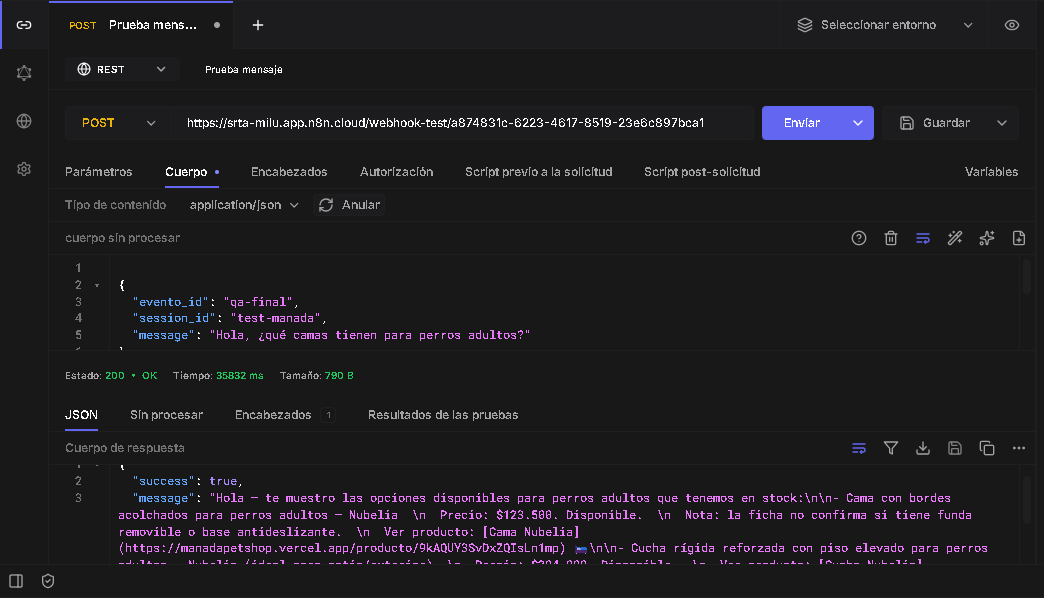 POST Prueba mens... • + Seleccionar entorno
REST Prueba mensaje
POST https://srta-milu.app.n8n.cloud/webhook-test/a874831c-6223-4617-8519-23e6c897bca1 Enviar Guardar
Parámetros Cuerpo • Encabezados Autorización Script previo a la solicitud Script post-solicitud Variables
Tipo de contenido application/json Anular
cuerpo sin procesar
1
2 {
3 "evento_id": "qa-final",
4 "session_id": "test-manada",
5 "message": "Hola, ¿qué camas tienen para perros adultos?"
Estado: 200 • OK Tiempo: 35832 ms Tamaño: 790 B
JSON Sin procesar Encabezados 1 Resultados de las pruebas
Cuerpo de respuesta
1 {
2 "success": true,
3 "message": "Hola — te muestro las opciones disponibles para perros adultos que tenemos en stock:\n\n- Cama con bordes
acolchados para perros adultos — Nubelia \n Precio: $123.500. Disponible. \n Nota: la ficha no confirma si tiene funda
removible o base antideslizante. \n Ver producto: [Cama Nubelia]
(https://manadapetshop.vercel.app/producto/9kAQUY3SvDxZQIsLn1mp) 🛏️\n\n- Cucha rígida reforzada con piso elevado para perros